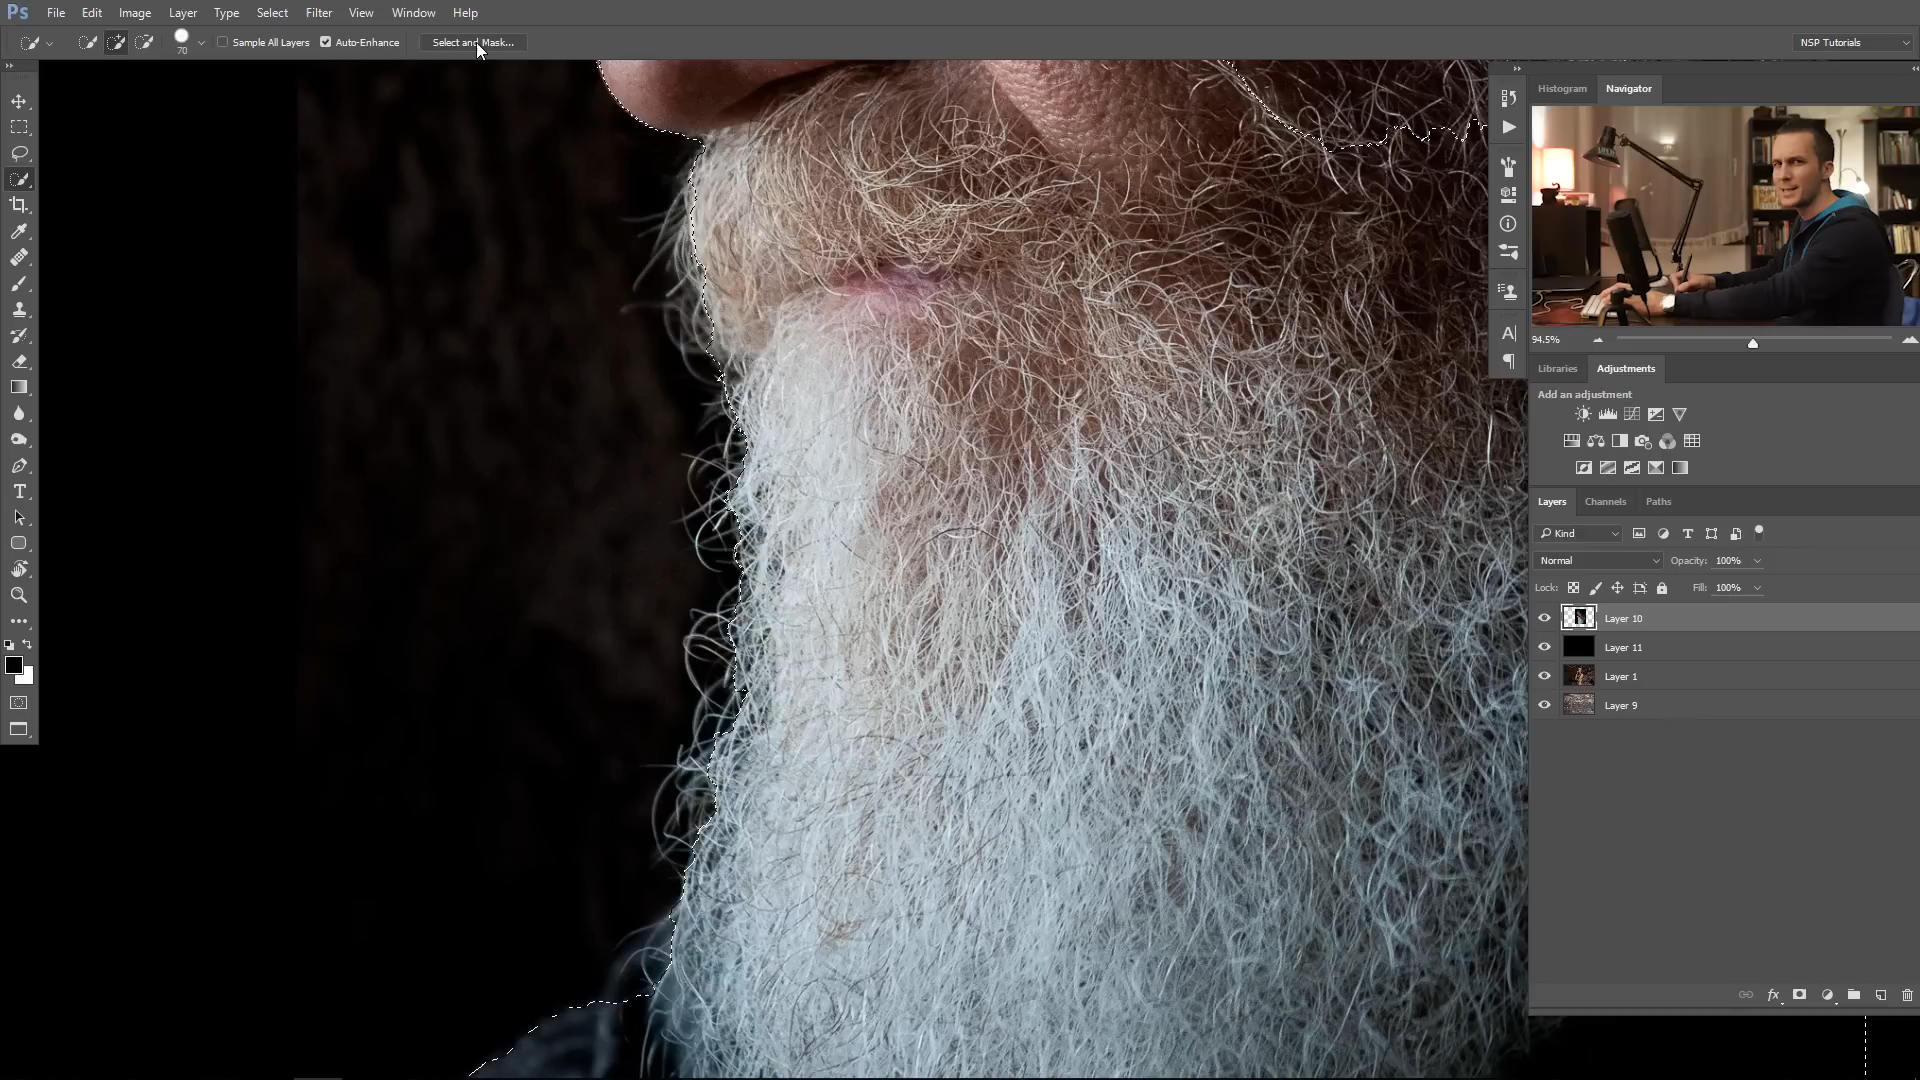 Ps File Edit Image Layer Type Select Filter View Window Help
70 Sample All Layers Auto-Enhance Select and Mask... NSP Tutorials
Histogram Navigator
94.5%
Libraries Adjustments
Add an adjustment
Layers Channels Paths
Kind
Normal Opacity: 100%
Lock: Fill: 100%
Layer 10
Layer 11
Layer 1
Layer 9
fx